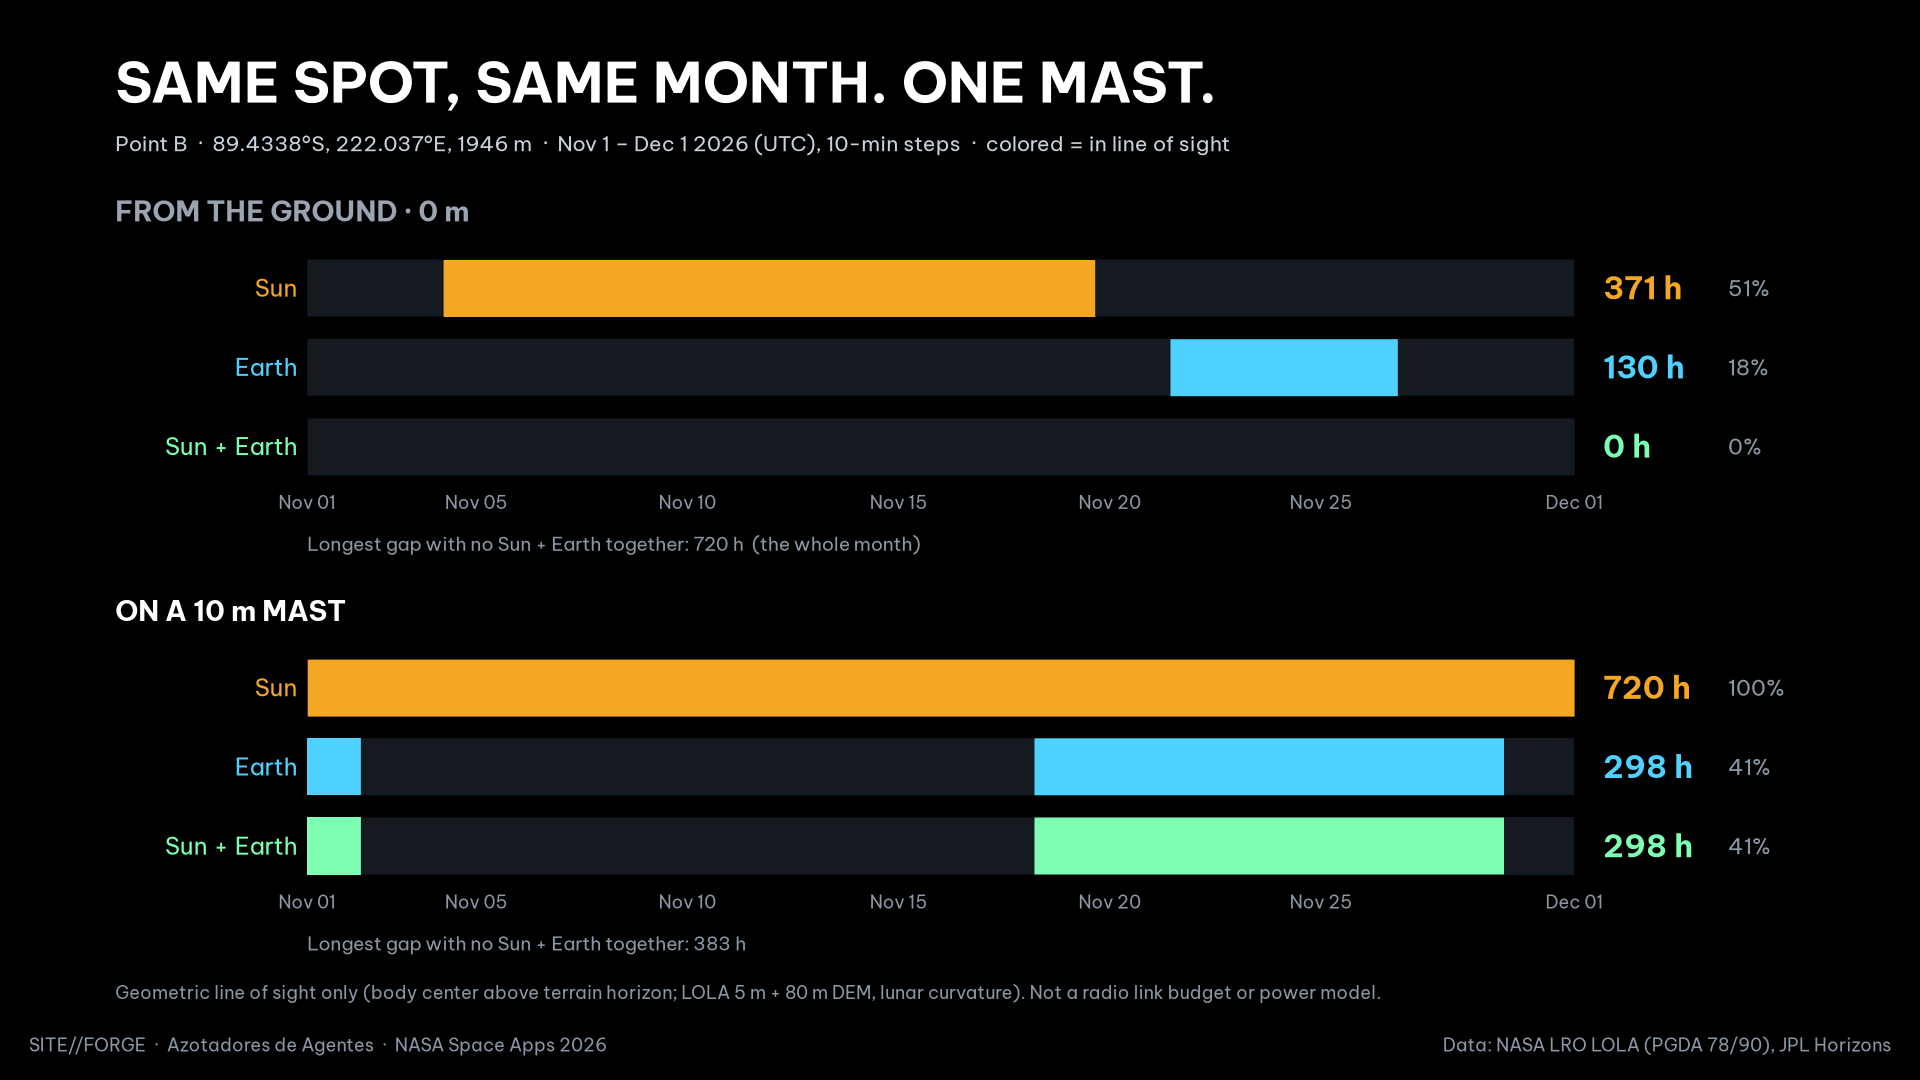 SAME SPOT, SAME MONTH. ONE MAST.
Point B · 89.4338°S, 222.037°E, 1946 m · Nov 1 – Dec 1 2026 (UTC), 10-min steps · colored = in line of sight
FROM THE GROUND · 0 m
Sun 371 h 51%
Earth 130 h 18%
Sun + Earth 0 h 0%
Nov 01 Nov 05 Nov 10 Nov 15 Nov 20 Nov 25 Dec 01
Longest gap with no Sun + Earth together: 720 h (the whole month)
ON A 10 m MAST
Sun 720 h 100%
Earth 298 h 41%
Sun + Earth 298 h 41%
Nov 01 Nov 05 Nov 10 Nov 15 Nov 20 Nov 25 Dec 01
Longest gap with no Sun + Earth together: 383 h
Geometric line of sight only (body center above terrain horizon; LOLA 5 m + 80 m DEM, lunar curvature). Not a radio link budget or power model.
SITE//FORGE · Azotadores de Agentes · NASA Space Apps 2026
Data: NASA LRO LOLA (PGDA 78/90), JPL Horizons